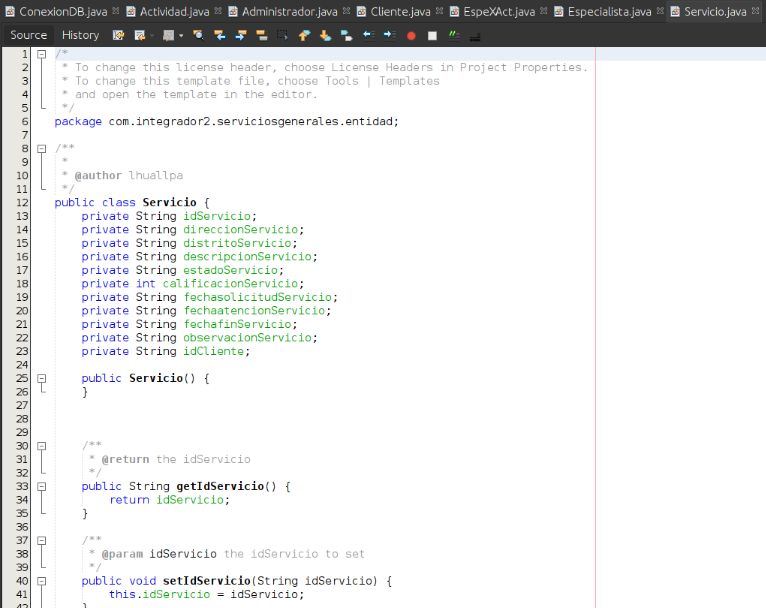 ConexionDB.java Actividad.java Administrador.java Cliente.java EspeXAct.java Especialista.java Servicio.java
Source History
1 /*
2 * To change this license header, choose License Headers in Project Properties.
3 * To change this template file, choose Tools | Templates
4 * and open the template in the editor.
5 */
6 package com.integrador2.serviciosgenerales.entidad;
7
8 /**
9 *
10 * @author lhuallpa
11 */
12 public class Servicio {
13 private String idServicio;
14 private String direccionServicio;
15 private String distritoServicio;
16 private String descripcionServicio;
17 private String estadoServicio;
18 private int calificacionServicio;
19 private String fechasolicitudServicio;
20 private String fechaatencionServicio;
21 private String fechafinServicio;
22 private String observacionServicio;
23 private String idCliente;
24
25 public Servicio() {
26 }
27
28
29
30 /**
31 * @return the idServicio
32 */
33 public String getIdServicio() {
34 return idServicio;
35 }
36
37 /**
38 * @param idServicio the idServicio to set
39 */
40 public void setIdServicio(String idServicio) {
41 this.idServicio = idServicio;
42 }